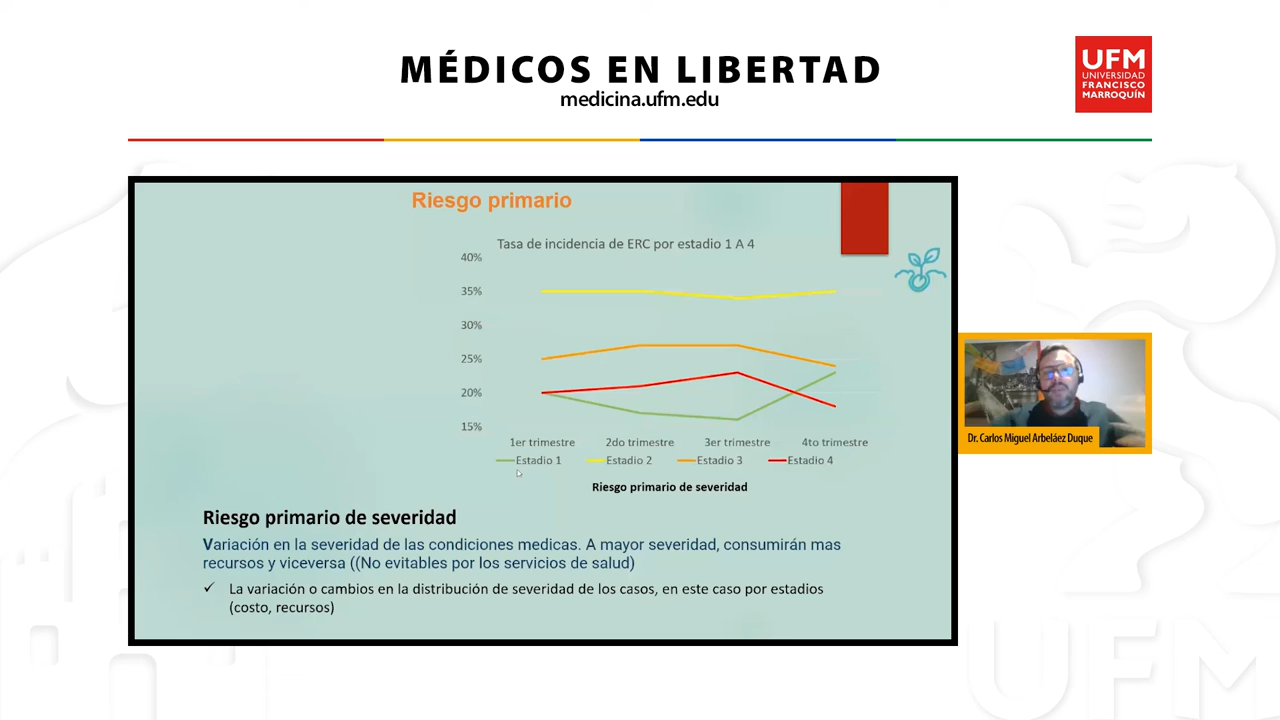 MÉDICOS EN LIBERTAD
medicina.ufm.edu
UFM
UNIVERSIDAD
FRANCISCO
MARROQUÍN
Riesgo primario
Tasa de incidencia de ERC por estadio 1 A 4
40%
35%
30%
25%
20%
15%
1er trimestre 2do trimestre 3er trimestre 4to trimestre
Estadio 1 Estadio 2 Estadio 3 Estadio 4
Riesgo primario de severidad
Dr. Carlos Miguel Arbeláez Duque
Riesgo primario de severidad
Variación en la severidad de las condiciones medicas. A mayor severidad, consumirán mas
recursos y viceversa ((No evitables por los servicios de salud)
✓ La variación o cambios en la distribución de severidad de los casos, en este caso por estadios
(costo, recursos)
UFM